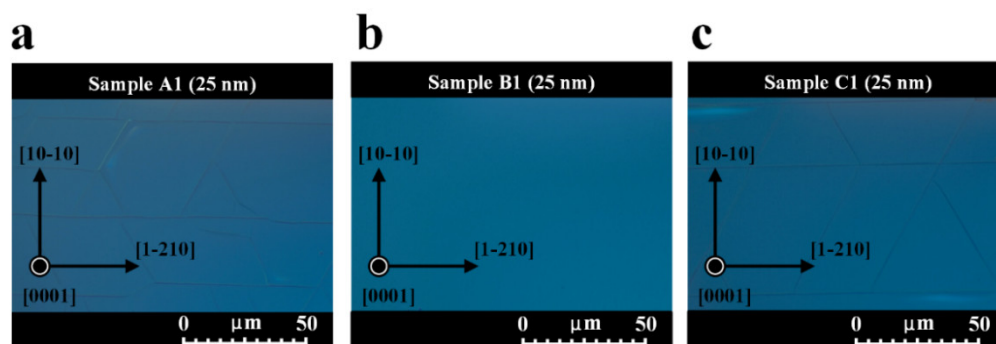 a
b
c
Sample A1 (25 nm)
Sample B1 (25 nm)
Sample C1 (25 nm)
[10-10]
[1-210]
[0001]
[10-10]
[1-210]
[0001]
[10-10]
[1-210]
[0001]
0 μm 50
0 μm 50
0 μm 50